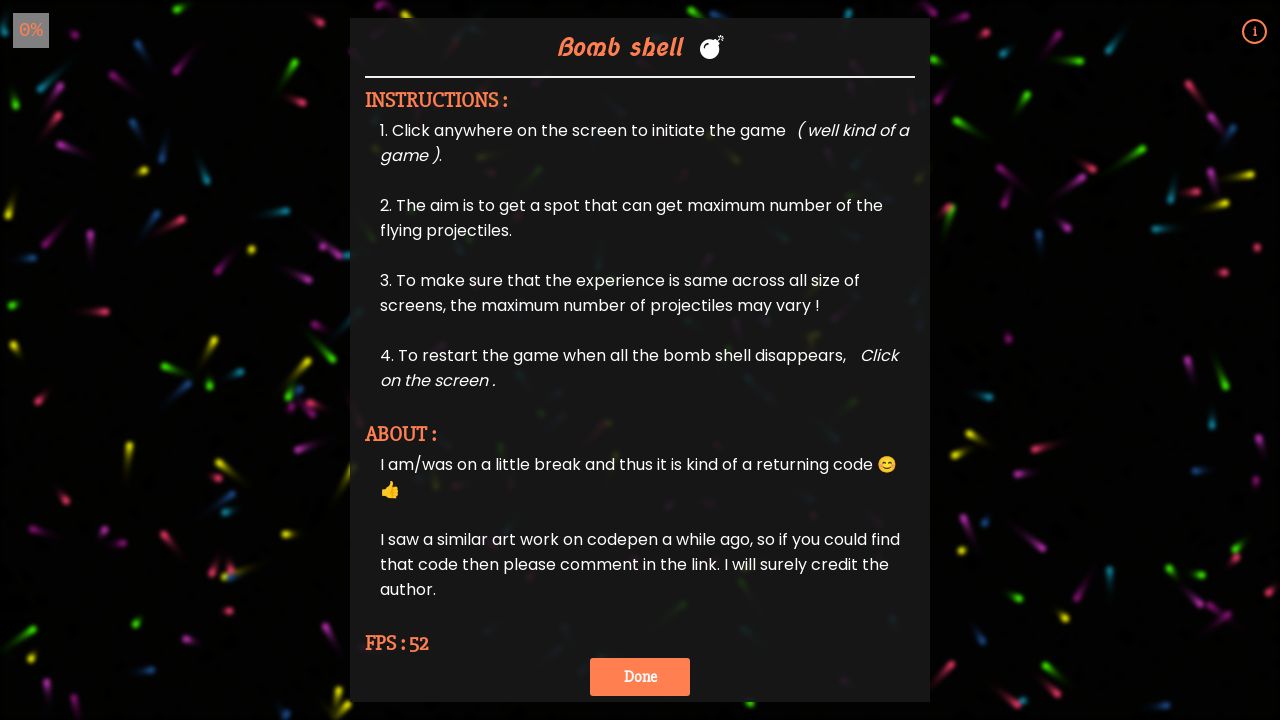 0%
i
Bomb shell 💣
INSTRUCTIONS :
1. Click anywhere on the screen to initiate the game ( well kind of a
game ).
2. The aim is to get a spot that can get maximum number of the
flying projectiles.
3. To make sure that the experience is same across all size of
screens, the maximum number of projectiles may vary !
4. To restart the game when all the bomb shell disappears, Click
on the screen .
ABOUT :
I am/was on a little break and thus it is kind of a returning code 😊
👍
I saw a similar art work on codepen a while ago, so if you could find
that code then please comment in the link. I will surely credit the
author.
FPS : 52
Done